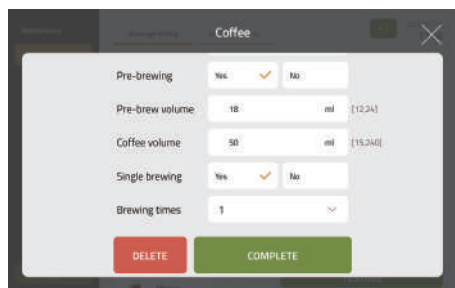 Coffee
Pre-brewing Yes No
Pre-brew volume 18 ml [12,24]
Coffee volume 50 ml [15,240]
Single brewing Yes No
Brewing times 1
DELETE COMPLETE